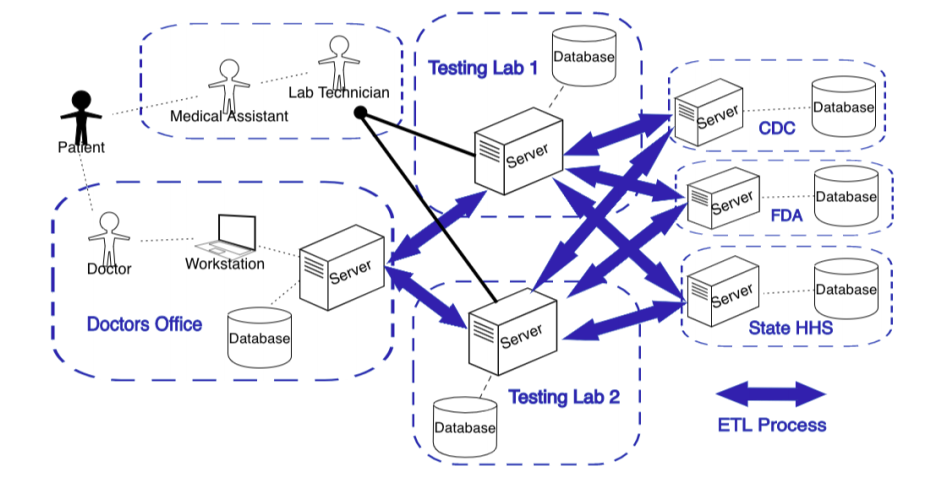 Database
Testing Lab 1
Lab Technician
Medical Assistant
Server
Database
CDC
Patient
Server
Server
Database
FDA
Doctor
Workstation
Server
Server
Database
State HHS
Doctors Office
Database
Server
Testing Lab 2
Database
ETL Process